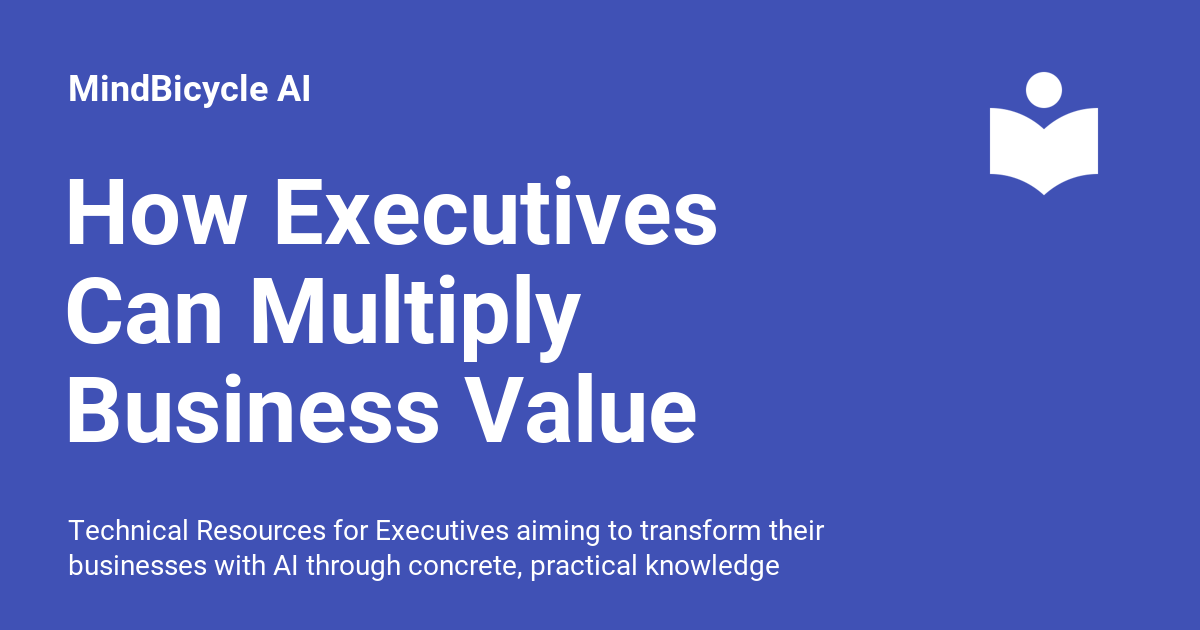 MindBicycle AI
How Executives
Can Multiply
Business Value
Technical Resources for Executives aiming to transform their
businesses with AI through concrete, practical knowledge